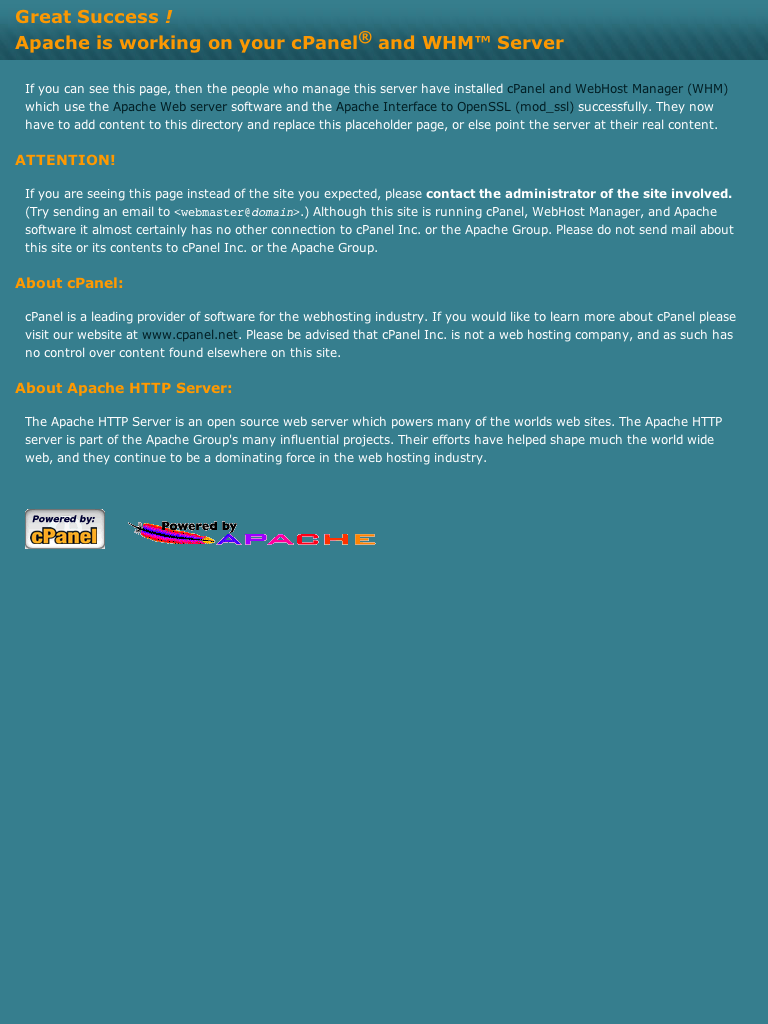 Great Success !
Apache is working on your cPanel® and WHM™ Server
If you can see this page, then the people who manage this server have installed cPanel and WebHost Manager (WHM)
which use the Apache Web server software and the Apache Interface to OpenSSL (mod_ssl) successfully. They now
have to add content to this directory and replace this placeholder page, or else point the server at their real content.
ATTENTION!
If you are seeing this page instead of the site you expected, please contact the administrator of the site involved.
(Try sending an email to <webmaster@domain>.) Although this site is running cPanel, WebHost Manager, and Apache
software it almost certainly has no other connection to cPanel Inc. or the Apache Group. Please do not send mail about
this site or its contents to cPanel Inc. or the Apache Group.
About cPanel:
cPanel is a leading provider of software for the webhosting industry. If you would like to learn more about cPanel please
visit our website at www.cpanel.net. Please be advised that cPanel Inc. is not a web hosting company, and as such has
no control over content found elsewhere on this site.
About Apache HTTP Server:
The Apache HTTP Server is an open source web server which powers many of the worlds web sites. The Apache HTTP
server is part of the Apache Group's many influential projects. Their efforts have helped shape much the world wide
web, and they continue to be a dominating force in the web hosting industry.
Powered by:
cPanel
Powered by
APACHE